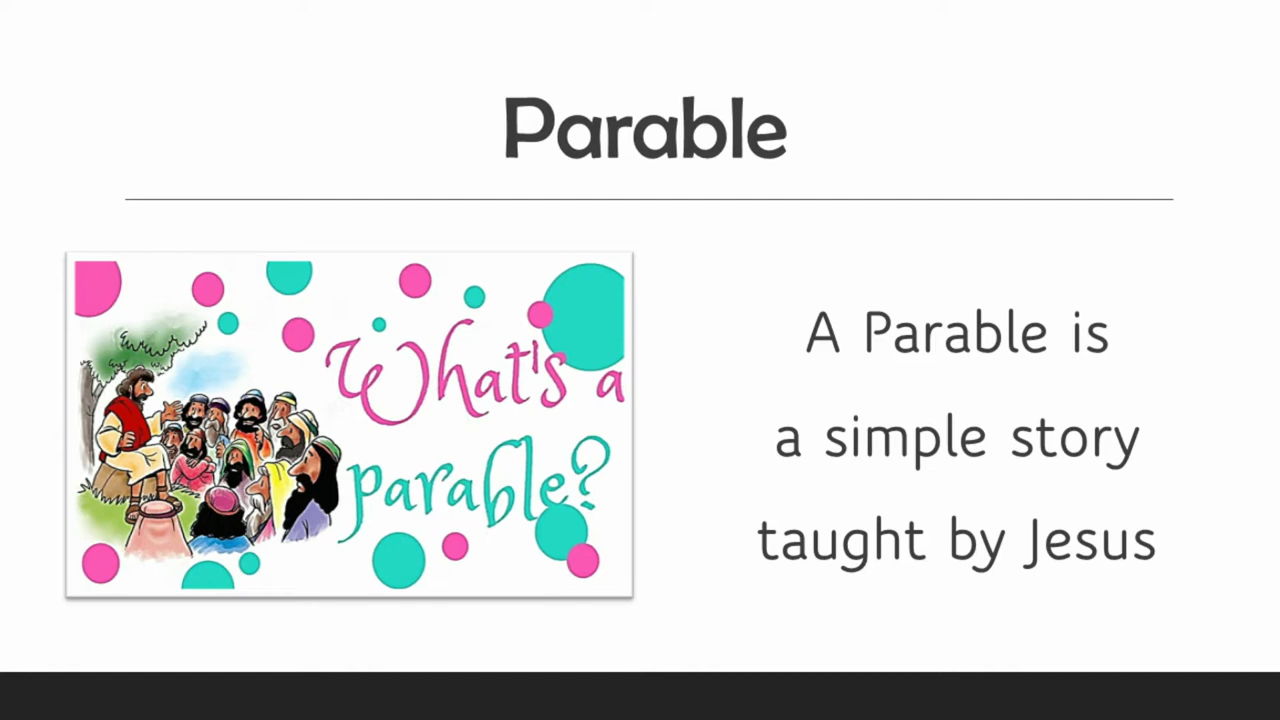 Parable
What's a
parable?
A Parable is
a simple story
taught by Jesus